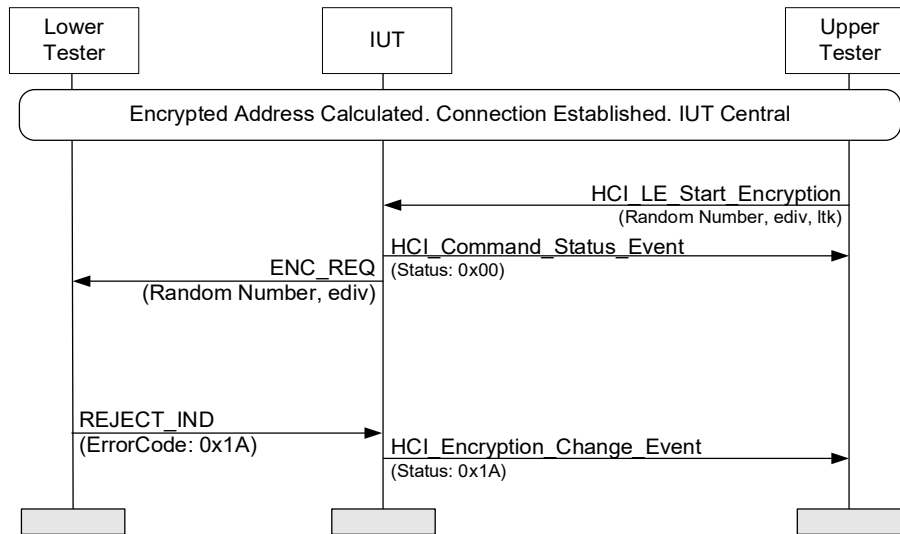 Lower
Tester
IUT
Upper
Tester
Encrypted Address Calculated. Connection Established. IUT Central
HCI_LE_Start_Encryption
(Random Number, ediv, ltk)
HCI_Command_Status_Event
(Status: 0x00)
ENC_REQ
(Random Number, ediv)
REJECT_IND
(ErrorCode: 0x1A)
HCI_Encryption_Change_Event
(Status: 0x1A)